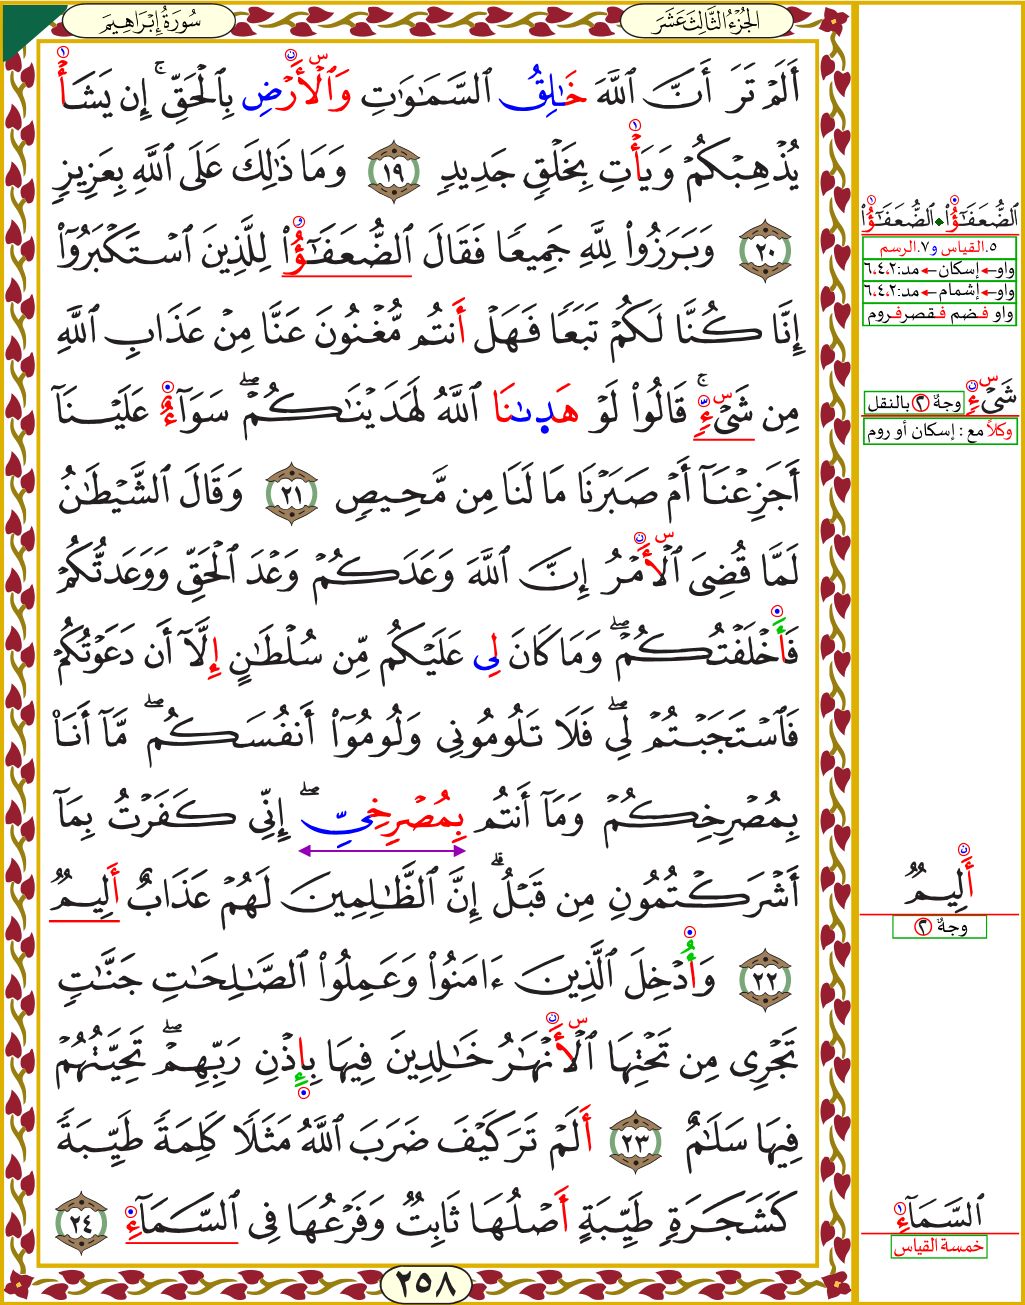 سُورَةُ إِبْرَاهِيمَ
الجُزْءُ الثَّالِثَ عَشَرَ
أَلَمْ تَرَ أَنَّ ٱللَّهَ خَٰلِقُ ٱلسَّمَٰوَٰتِ وَٱلْأَرْضِ بِٱلْحَقِّ ۚ إِن يَشَأْ
يُذْهِبْكُمْ وَيَأْتِ بِخَلْقٍ جَدِيدٍ ١٩ وَمَا ذَٰلِكَ عَلَى ٱللَّهِ بِعَزِيزٍ
٢٠ وَبَرَزُوا۟ لِلَّهِ جَمِيعًا فَقَالَ ٱلضُّعَفَٰٓؤُا۟ لِلَّذِينَ ٱسْتَكْبَرُوٓا۟
إِنَّا كُنَّا لَكُمْ تَبَعًا فَهَلْ أَنتُم مُّغْنُونَ عَنَّا مِنْ عَذَابِ ٱللَّهِ
مِن شَىْءٍ ۚ قَالُوا۟ لَوْ هَدَىٰنَا ٱللَّهُ لَهَدَيْنَٰكُمْ ۖ سَوَآءٌ عَلَيْنَآ
أَجَزِعْنَآ أَمْ صَبَرْنَا مَا لَنَا مِن مَّحِيصٍ ٢١ وَقَالَ ٱلشَّيْطَٰنُ
لَمَّا قُضِىَ ٱلْأَمْرُ إِنَّ ٱللَّهَ وَعَدَكُمْ وَعْدَ ٱلْحَقِّ وَوَعَدتُّكُمْ
فَأَخْلَفْتُكُمْ ۖ وَمَا كَانَ لِى عَلَيْكُم مِّن سُلْطَٰنٍ إِلَّآ أَن دَعَوْتُكُمْ
فَٱسْتَجَبْتُمْ لِى ۖ فَلَا تَلُومُونِى وَلُومُوٓا۟ أَنفُسَكُم ۖ مَّآ أَنَا۠
بِمُصْرِخِكُمْ وَمَآ أَنتُم بِمُصْرِخِىِّ ۖ إِنِّى كَفَرْتُ بِمَآ
أَشْرَكْتُمُونِ مِن قَبْلُ ۗ إِنَّ ٱلظَّٰلِمِينَ لَهُمْ عَذَابٌ أَلِيمٌ
٢٢ وَأُدْخِلَ ٱلَّذِينَ ءَامَنُوا۟ وَعَمِلُوا۟ ٱلصَّٰلِحَٰتِ جَنَّٰتٍ
تَجْرِى مِن تَحْتِهَا ٱلْأَنْهَٰرُ خَٰلِدِينَ فِيهَا بِإِذْنِ رَبِّهِمْ ۖ تَحِيَّتُهُمْ
فِيهَا سَلَٰمٌ ٢٣ أَلَمْ تَرَ كَيْفَ ضَرَبَ ٱللَّهُ مَثَلًا كَلِمَةً طَيِّبَةً
كَشَجَرَةٍ طَيِّبَةٍ أَصْلُهَا ثَابِتٌ وَفَرْعُهَا فِى ٱلسَّمَآءِ ٢٤
٢٥٨
ٱلضُّعَفَٰٓؤُا۟ ٱلضُّعَفَٰٓؤُا۟
٥.القياس و٧.الرسم
واو←إسكان←مد:٦،٤،٢
واو←إشمام←مد:٦،٤،٢
واو فـضم فـقصر فـروم
شَىْءٍ
وجهٌ ٢ بالنقل
وكلاً مع : إسكان أو روم
أَلِيمٌ
وجهٌ ٢
ٱلسَّمَآءِ
خمسة القياس